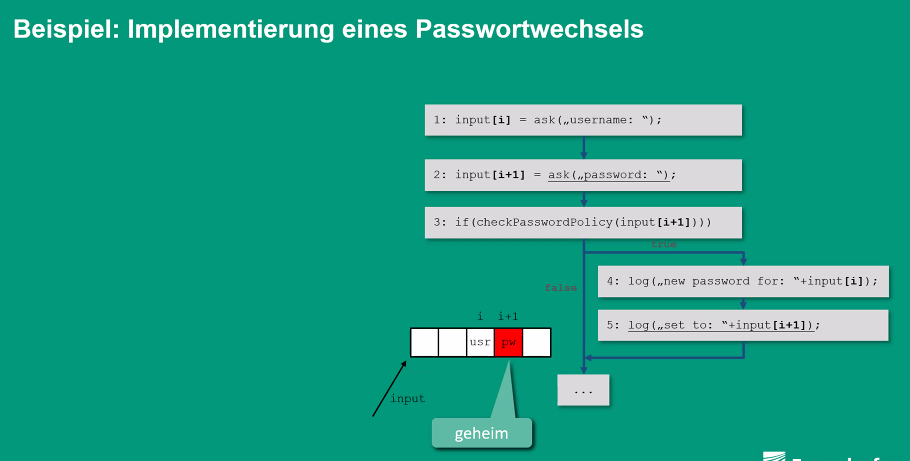 Beispiel: Implementierung eines Passwortwechsels
1: input[i] = ask(„username: “);
2: input[i+1] = ask(„password: “);
3: if(checkPasswordPolicy(input[i+1])))
true
false
4: log(„new password for: “+input[i]);
5: log(„set to: “+input[i+1]);
i i+1
usr pw
input
...
geheim